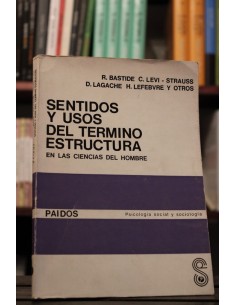 R. BASTIDE C. LEVI - STRAUSS
D. LAGACHE H. LEFEBVRE Y OTROS
SENTIDOS
Y USOS
DEL TERMINO
ESTRUCTURA
EN LAS CIENCIAS DEL HOMBRE
PAIDOS
Psicología social y sociología